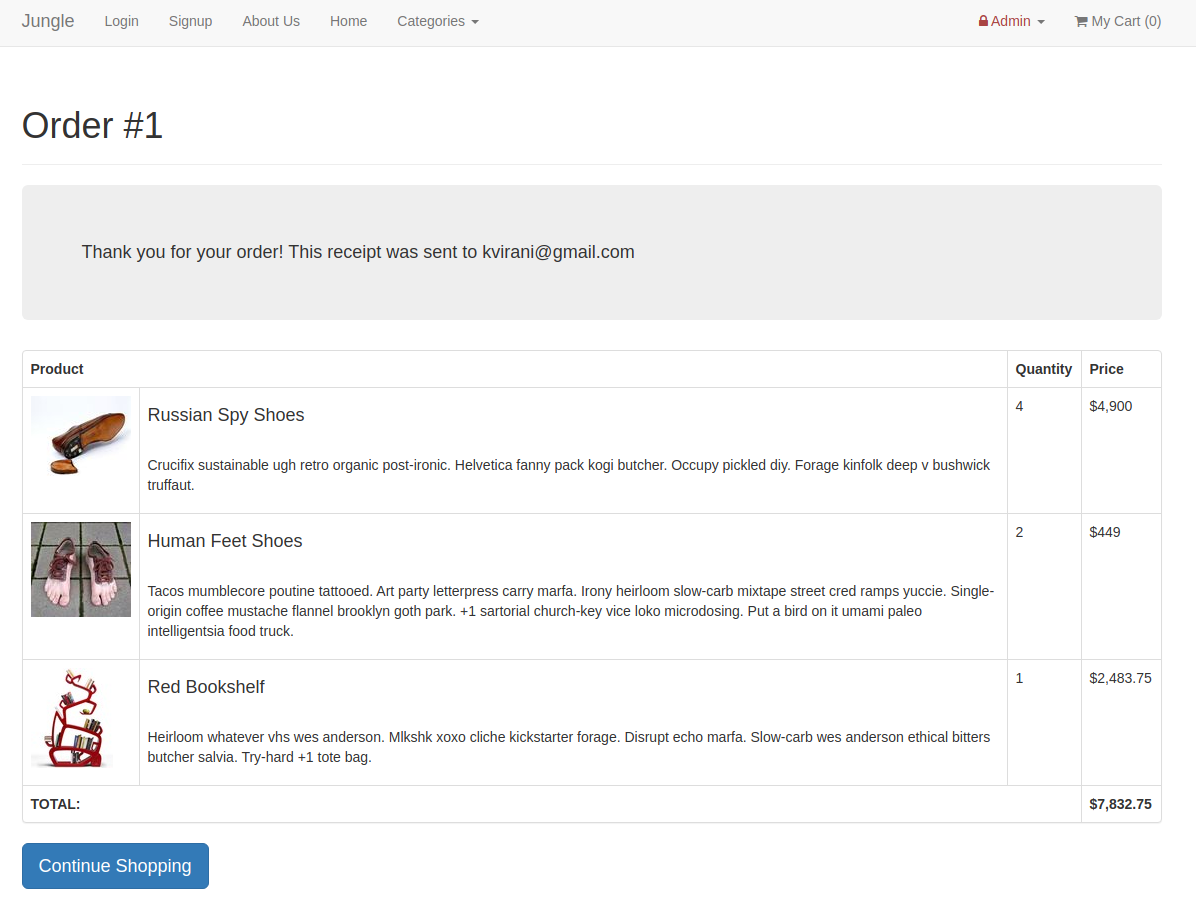 Jungle Login Signup About Us Home Categories Admin My Cart (0)
Order #1
Thank you for your order! This receipt was sent to kvirani@gmail.com
Product Quantity Price
Russian Spy Shoes 4 $4,900
Crucifix sustainable ugh retro organic post-ironic. Helvetica fanny pack kogi butcher. Occupy pickled diy. Forage kinfolk deep v bushwick
truffaut.
Human Feet Shoes 2 $449
Tacos mumblecore poutine tattooed. Art party letterpress carry marfa. Irony heirloom slow-carb mixtape street cred ramps yuccie. Single-
origin coffee mustache flannel brooklyn goth park. +1 sartorial church-key vice loko microdosing. Put a bird on it umami paleo
intelligentsia food truck.
Red Bookshelf 1 $2,483.75
Heirloom whatever vhs wes anderson. Mlkshk xoxo cliche kickstarter forage. Disrupt echo marfa. Slow-carb wes anderson ethical bitters
butcher salvia. Try-hard +1 tote bag.
TOTAL: $7,832.75
Continue Shopping